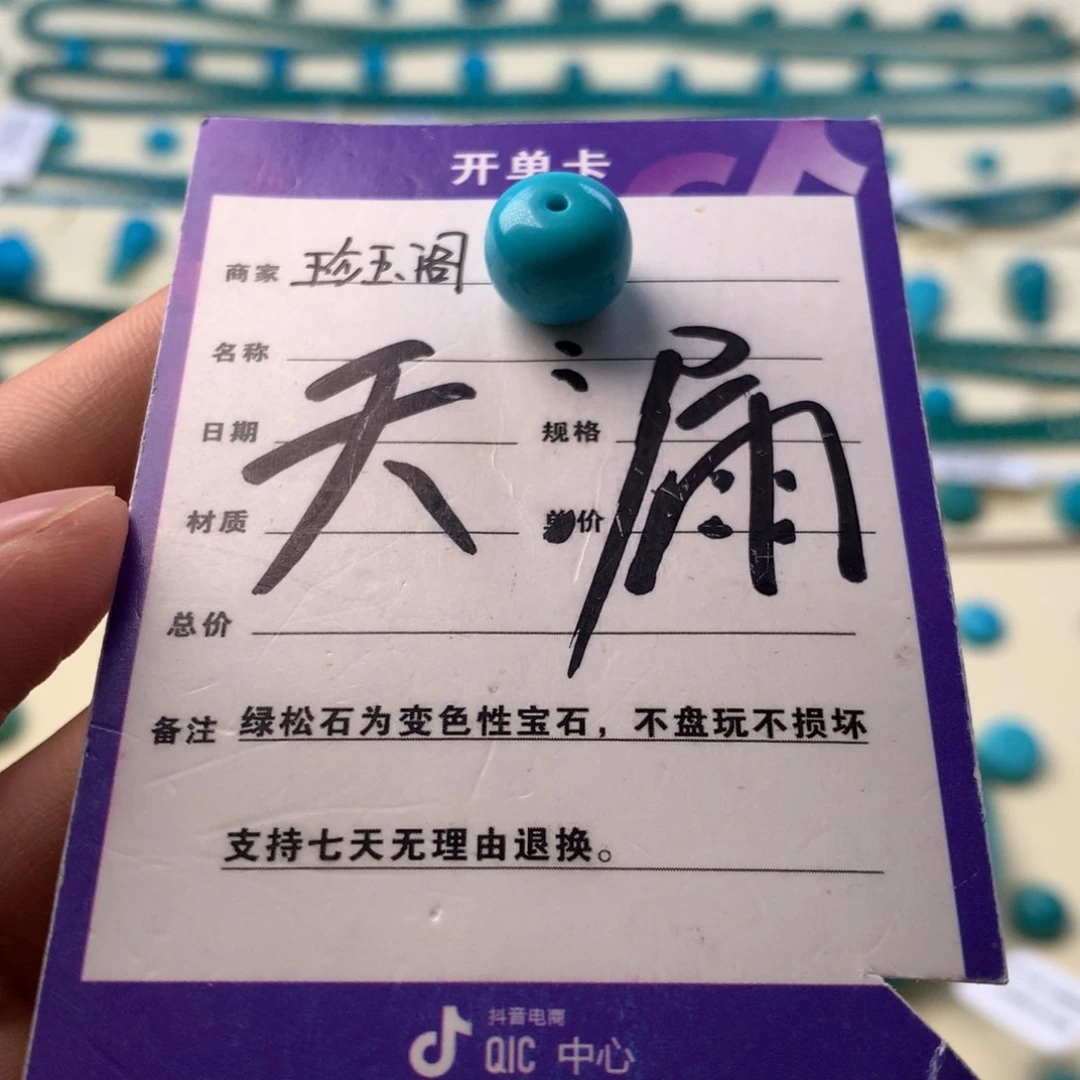 开单卡
商家 珍玉阁
名称
天漏
日期 规格
材质 单价
总价
备注 绿松石为变色性宝石，不盘玩不损坏
支持七天无理由退换。
抖音电商
QIC 中心